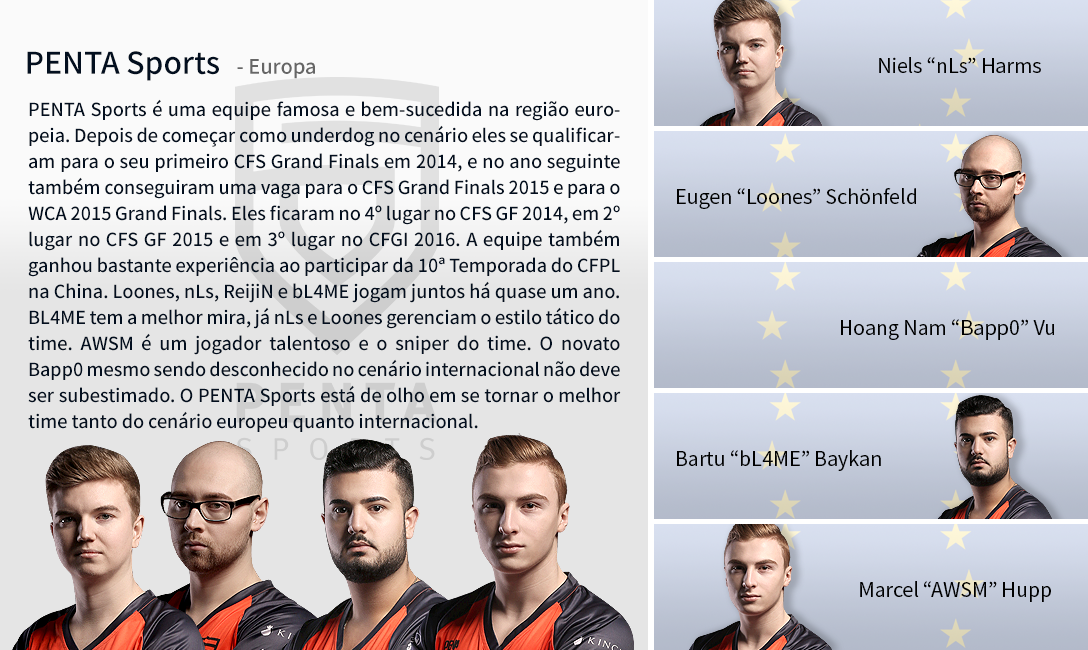 PENTA Sports - Europa
PENTA Sports é uma equipe famosa e bem-sucedida na região euro-
peia. Depois de começar como underdog no cenário eles se qualificar-
am para o seu primeiro CFS Grand Finals em 2014, e no ano seguinte
também conseguiram uma vaga para o CFS Grand Finals 2015 e para o
WCA 2015 Grand Finals. Eles ficaram no 4º lugar no CFS GF 2014, em 2º
lugar no CFS GF 2015 e em 3º lugar no CFGI 2016. A equipe também
ganhou bastante experiência ao participar da 10ª Temporada do CFPL
na China. Loones, nLs, ReijiN e bL4ME jogam juntos há quase um ano.
BL4ME tem a melhor mira, já nLs e Loones gerenciam o estilo tático do
time. AWSM é um jogador talentoso e o sniper do time. O novato
Bapp0 mesmo sendo desconhecido no cenário internacional não deve
ser subestimado. O PENTA Sports está de olho em se tornar o melhor
time tanto do cenário europeu quanto internacional.
PENTA
SPORTS
Niels “nLs” Harms
Eugen “Loones” Schönfeld
Hoang Nam “Bapp0” Vu
Bartu “bL4ME” Baykan
Marcel “AWSM” Hupp